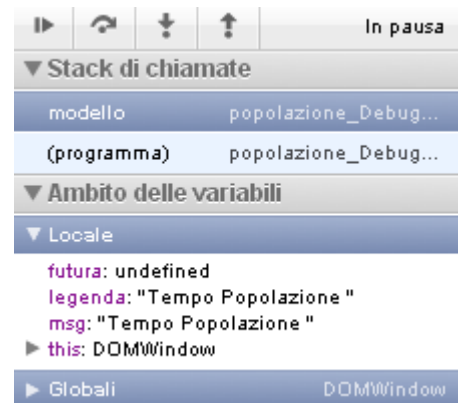 In pausa
Stack di chiamate
modello popolazione_Debug...
(programma) popolazione_Debug...
Ambito delle variabili
Locale
futura: undefined
legenda: "Tempo Popolazione "
msg: "Tempo Popolazione "
this: DOMWindow
Globali DOMWindow